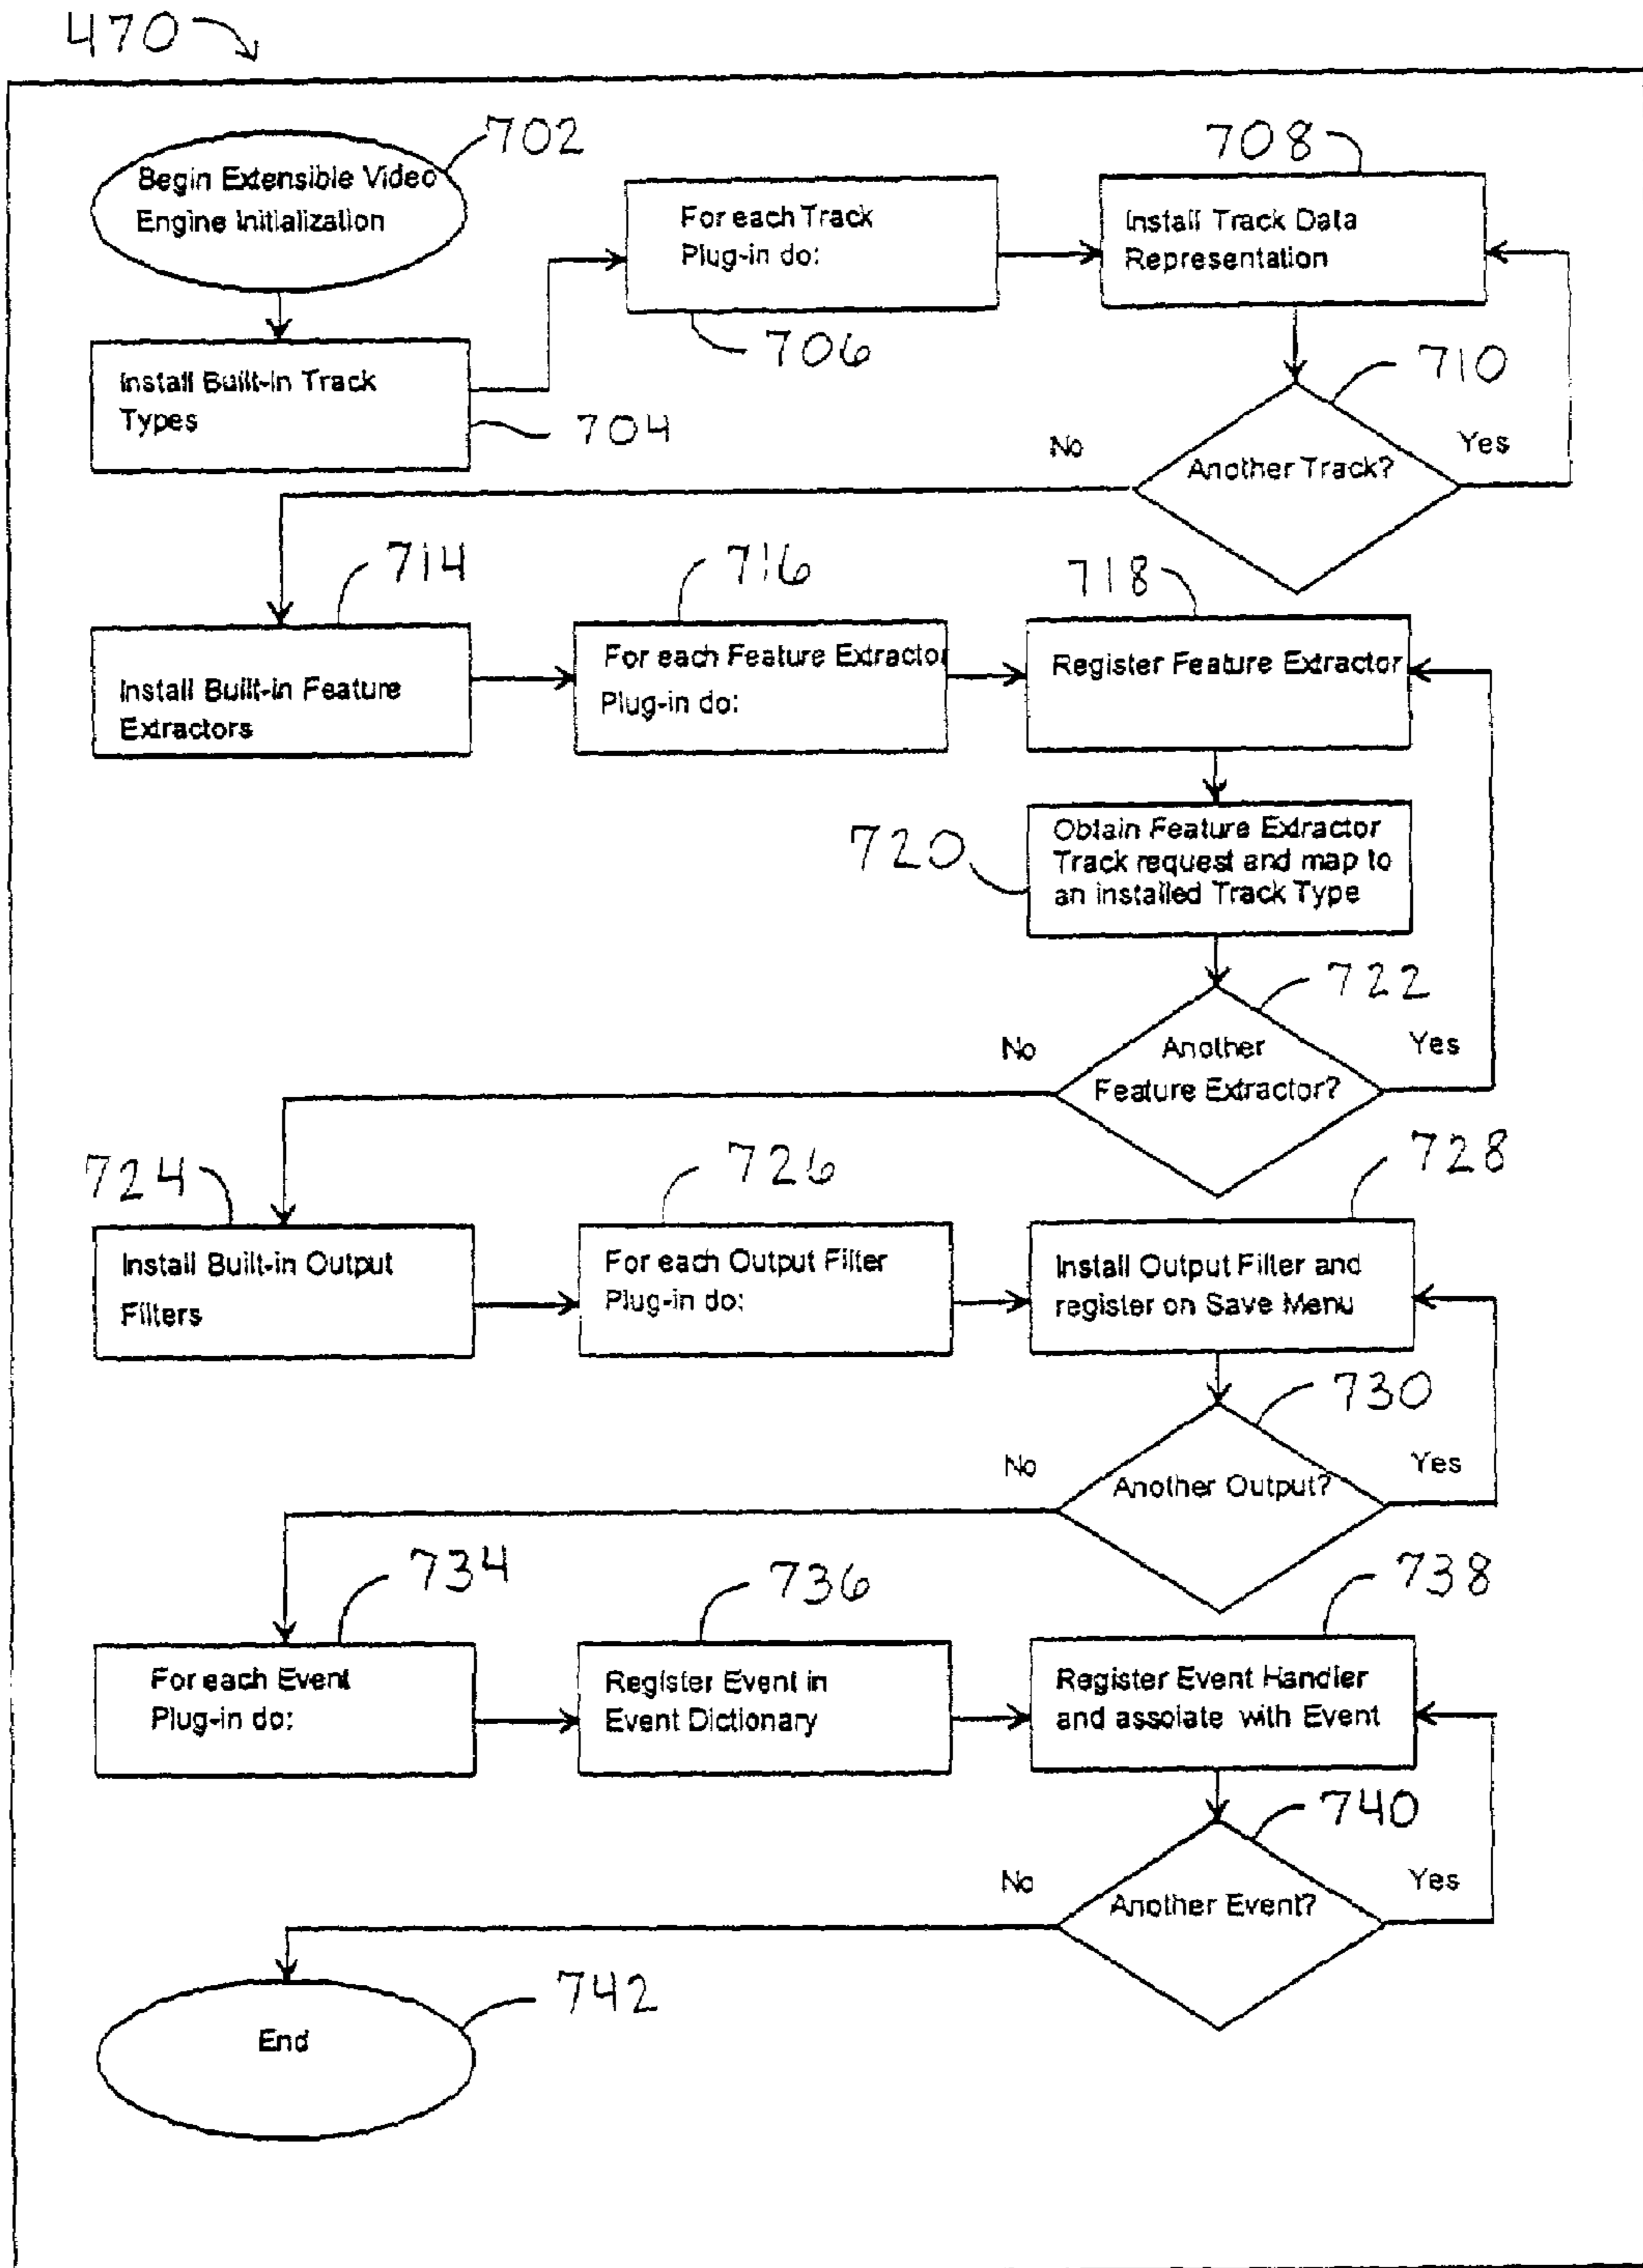 470
702
Begin Extensible Video
Engine Initialization
For each Track
Plug-in do:
706
708
Install Track Data
Representation
Install Built-in Track
Types
704
710
Another Track?
No
Yes
714
Install Built-in Feature
Extractors
716
For each Feature Extractor
Plug-in do:
718
Register Feature Extractor
720
Obtain Feature Extractor
Track request and map to
an installed Track Type
722
Another
Feature Extractor?
No
Yes
724
Install Built-in Output
Filters
726
For each Output Filter
Plug-in do:
728
Install Output Filter and
register on Save Menu
730
Another Output?
No
Yes
734
For each Event
Plug-in do:
736
Register Event in
Event Dictionary
738
Register Event Handler
and assoiate with Event
740
Another Event?
No
Yes
742
End